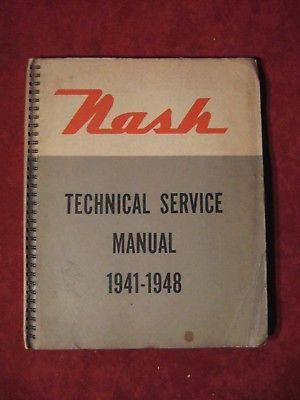 Nash
TECHNICAL SERVICE
MANUAL
1941-1948